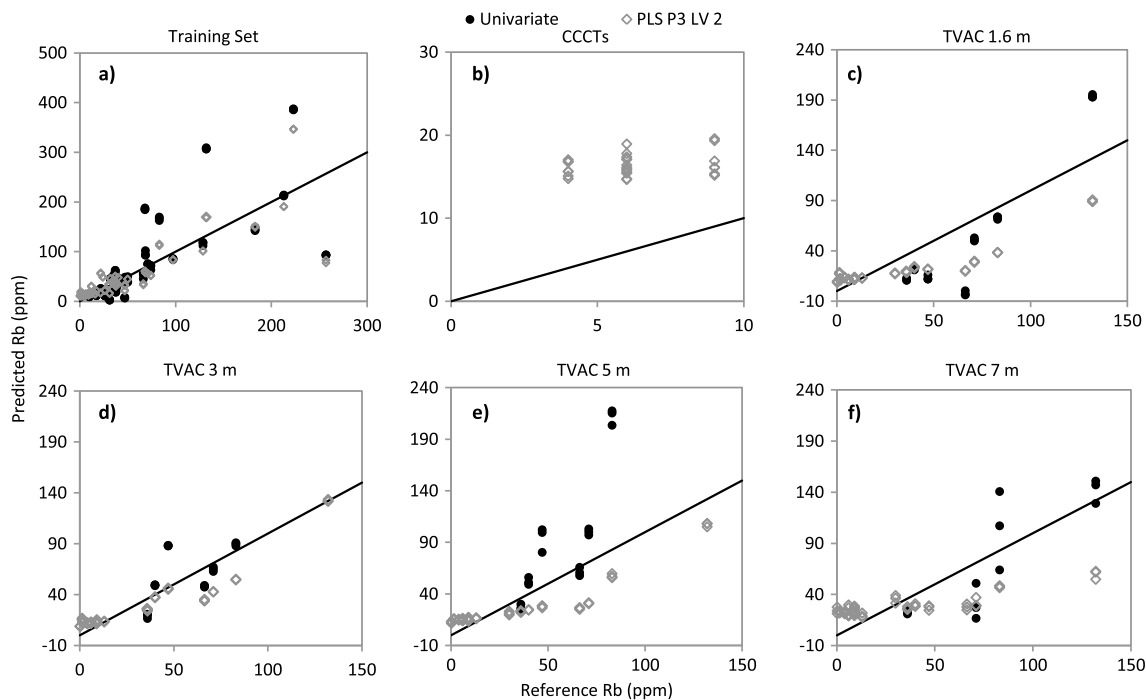 Univariate PLS P3 LV 2
Training Set CCCTs TVAC 1.6 m
a) b) c)
500
400
300
200
100
0
0 100 200 300
30
20
10
0
0 5 10
240
190
140
90
40
-10
0 50 100 150
Predicted Rb (ppm)
TVAC 3 m TVAC 5 m TVAC 7 m
d) e) f)
240
190
140
90
40
-10
0 50 100 150
240
190
140
90
40
-10
0 50 100 150
240
190
140
90
40
-10
0 50 100 150
Reference Rb (ppm)